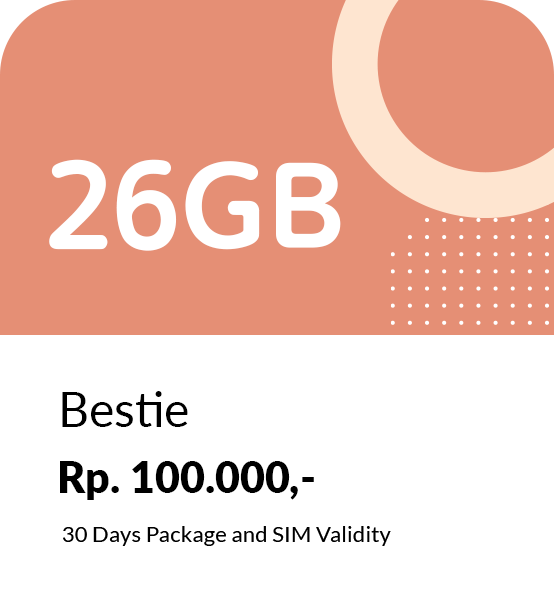 26GB
Bestie
Rp. 100.000,-
30 Days Package and SIM Validity